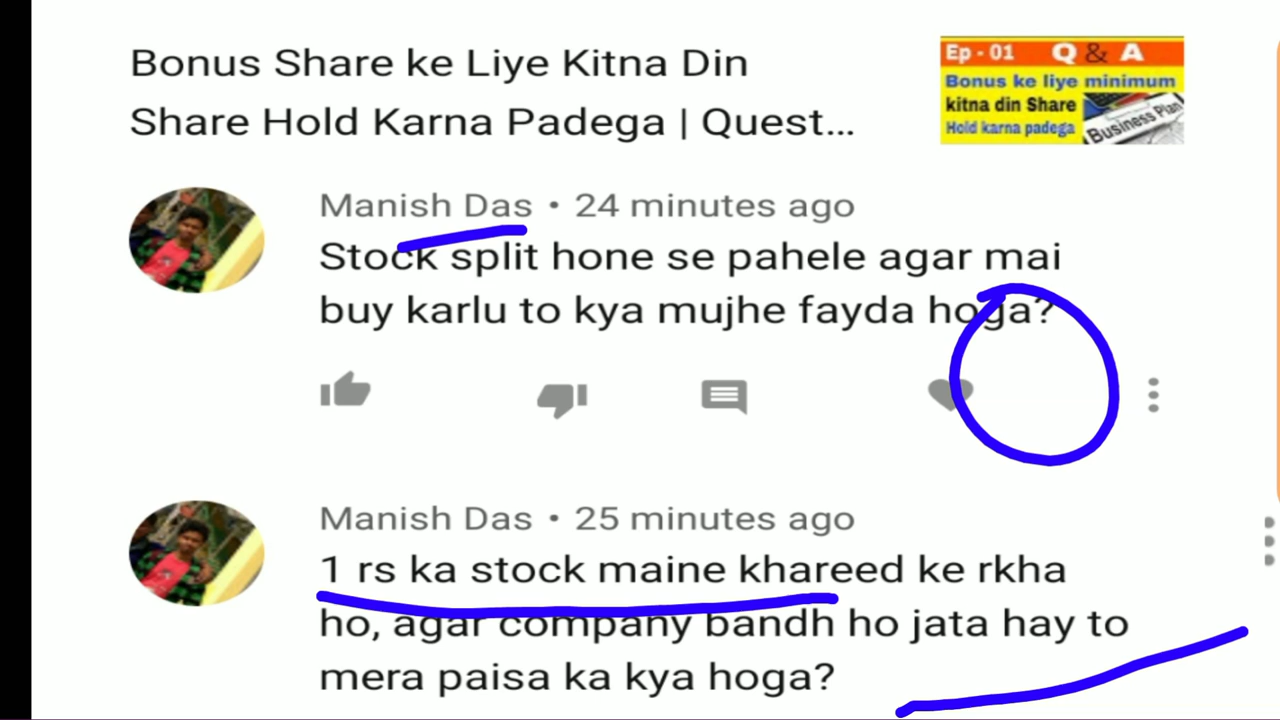 Bonus Share ke Liye Kitna Din
Share Hold Karna Padega | Quest...
Ep - 01 Q & A
Bonus ke liye minimum
kitna din Share
Hold karna padega
Business Plan
Manish Das • 24 minutes ago
Stock split hone se pahele agar mai
buy karlu to kya mujhe fayda hoga?
Manish Das • 25 minutes ago
1 rs ka stock maine khareed ke rkha
ho, agar company bandh ho jata hay to
mera paisa ka kya hoga?